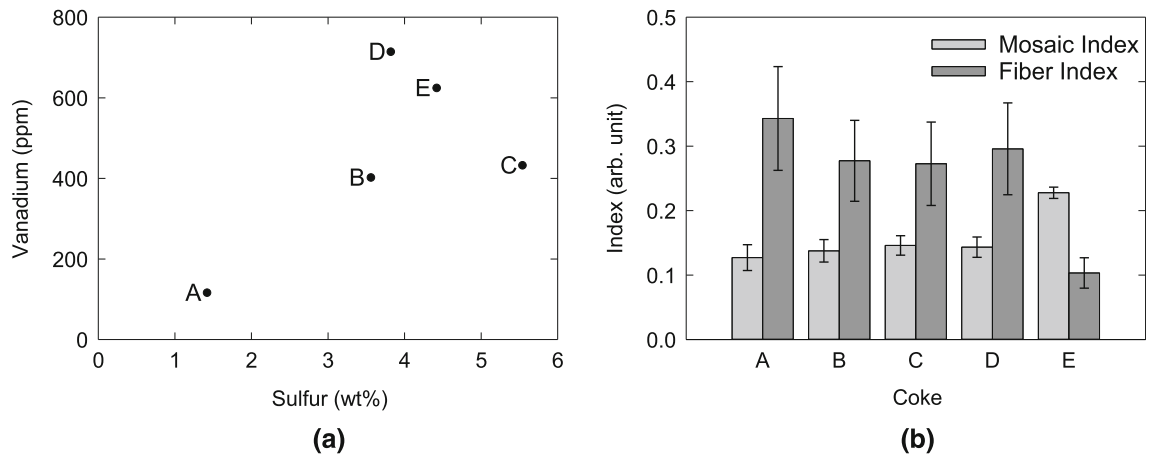 800
600
400
200
0
Vanadium (ppm)
D
E
B
C
A
0 1 2 3 4 5 6
Sulfur (wt%)
(a)
0.5
0.4
0.3
0.2
0.1
0.0
Index (arb. unit)
Mosaic Index
Fiber Index
A B C D E
Coke
(b)